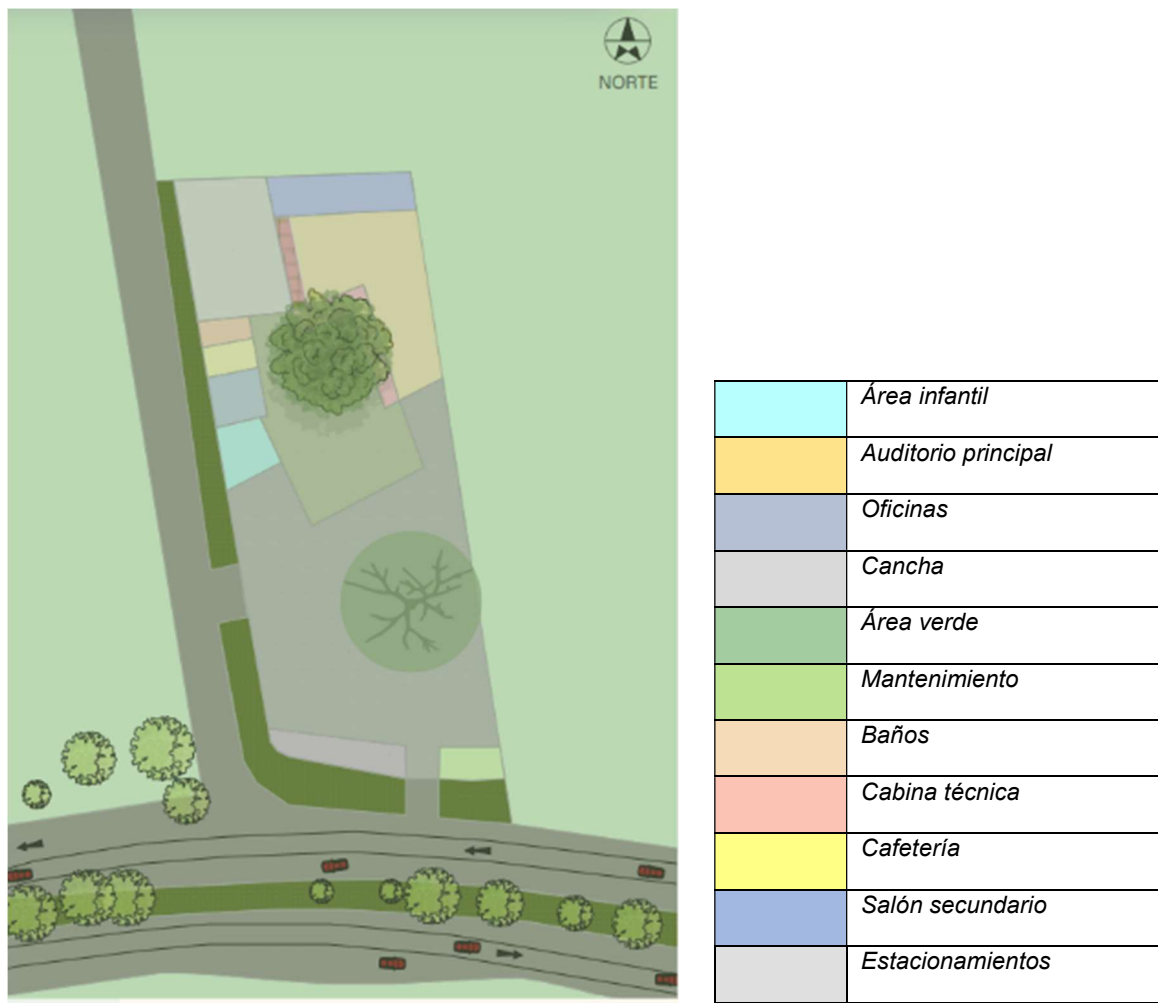 NORTE
Área infantil
Auditorio principal
Oficinas
Cancha
Área verde
Mantenimiento
Baños
Cabina técnica
Cafetería
Salón secundario
Estacionamientos